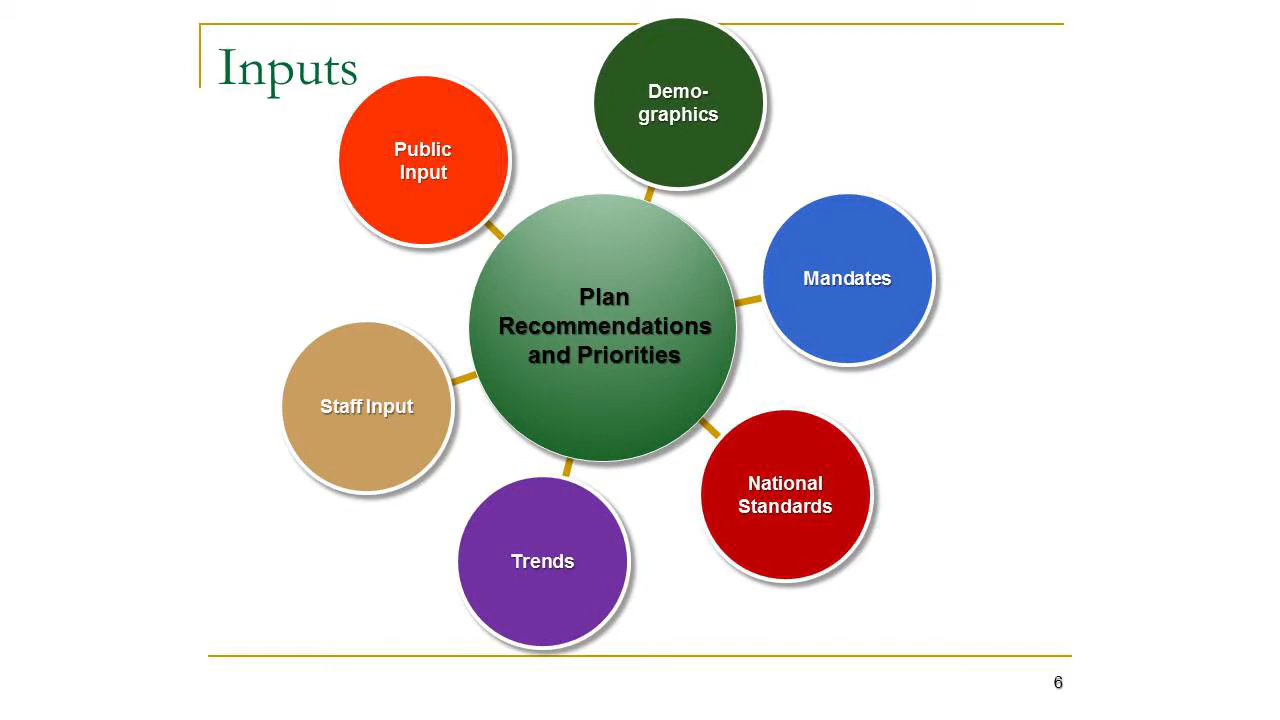 Inputs
Demo-
graphics
Public
Input
Mandates
Plan
Recommendations
and Priorities
Staff Input
National
Standards
Trends
6